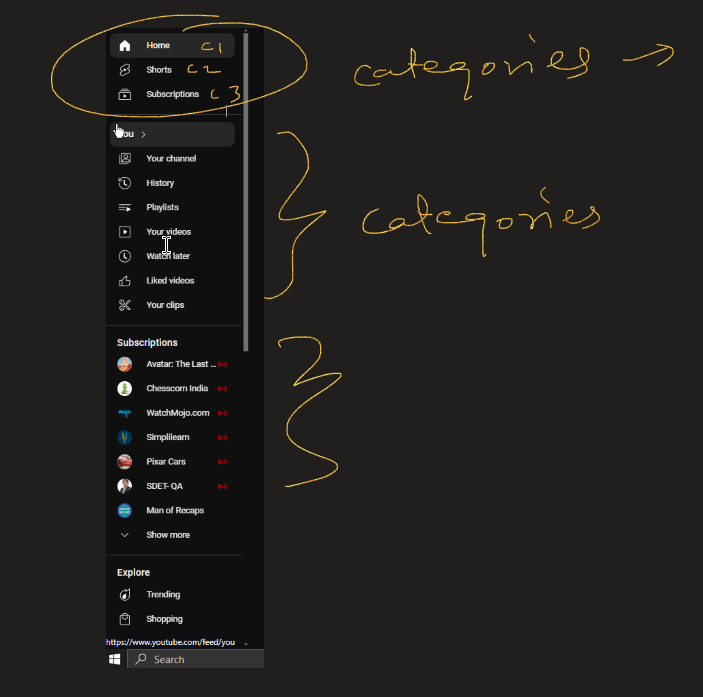 Home C1
Shorts C2
Subscriptions C3
categories →
You >
Your channel
History
Playlists
Your videos
Watch later
Liked videos
Your clips
categories
Subscriptions
Avatar: The Last ...
Chesscom India
WatchMojo.com
Simplilearn
Pixar Cars
SDET- QA
Man of Recaps
Show more
Explore
Trending
Shopping
https://www.youtube.com/feed/you
Search